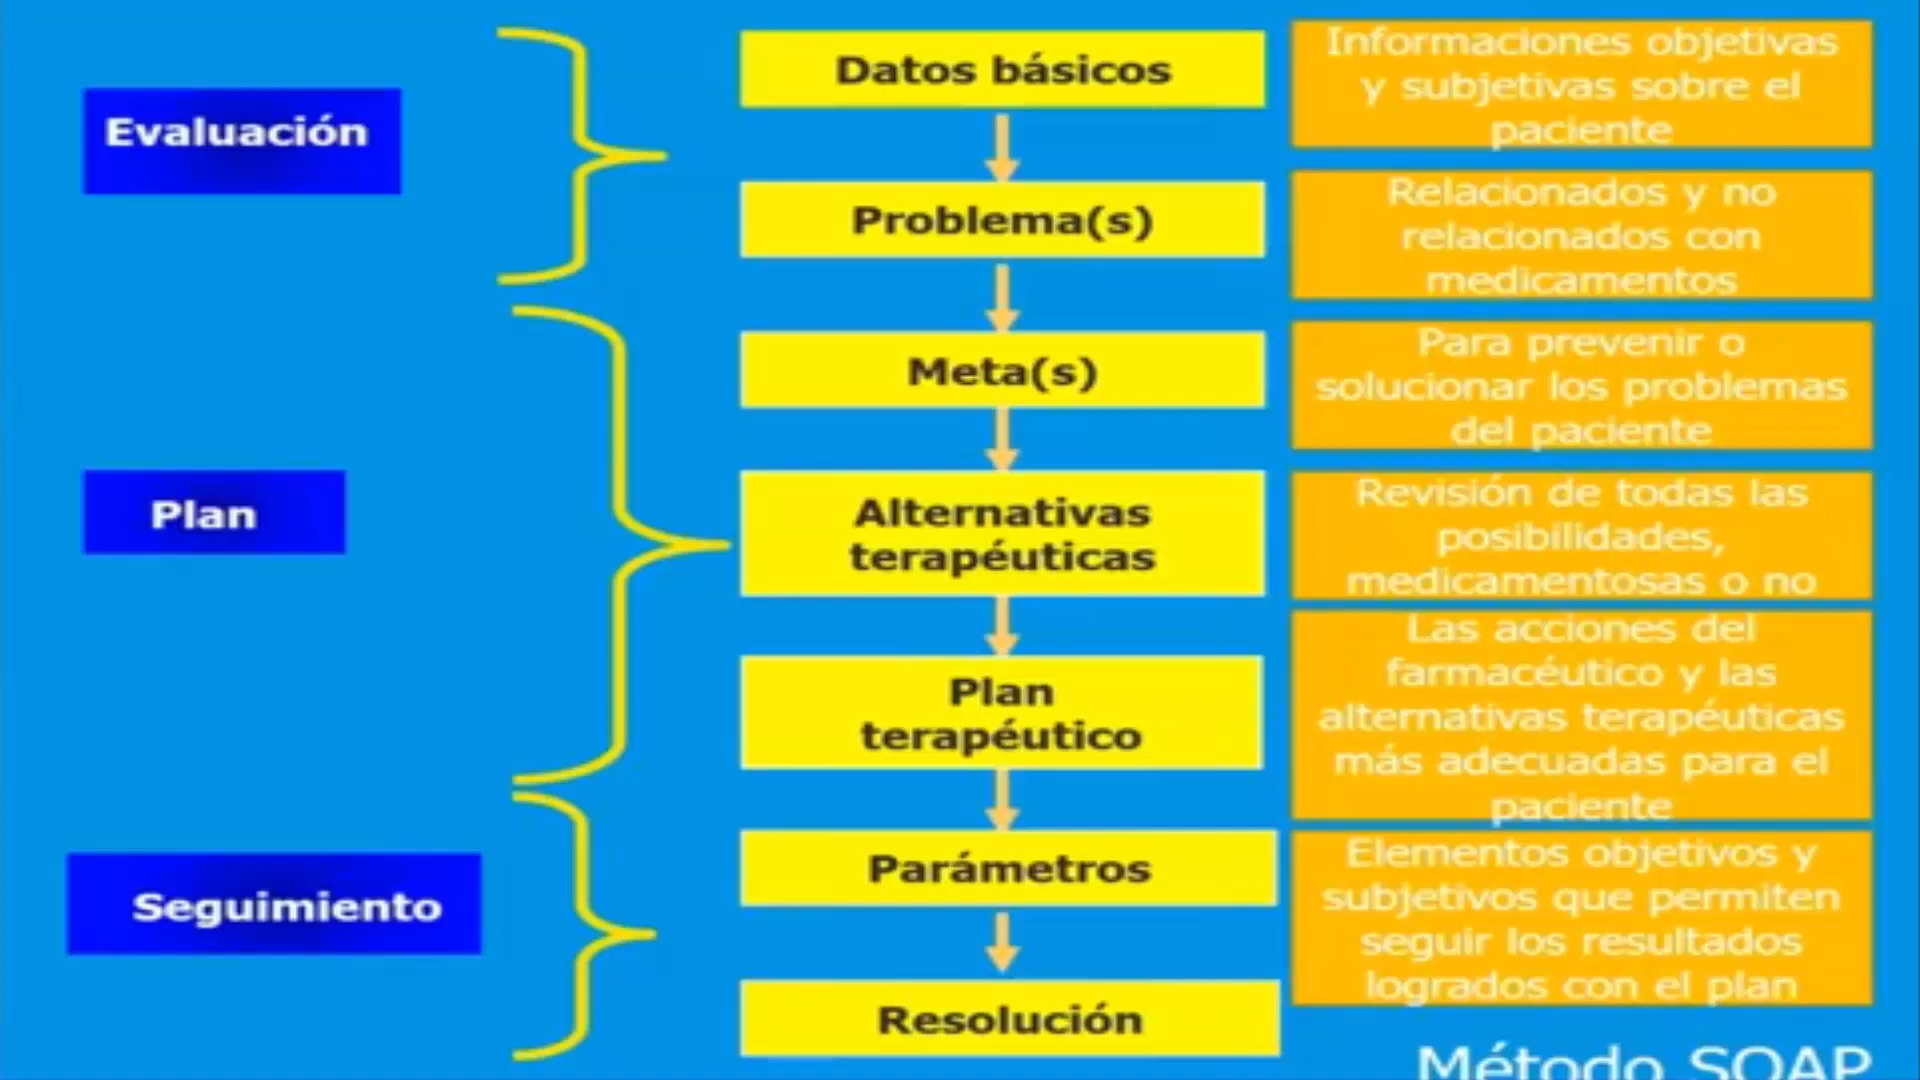 Evaluación
Datos básicos
Informaciones objetivas
y subjetivas sobre el
paciente
Problema(s)
Relacionados y no
relacionados con
medicamentos
Meta(s)
Para prevenir o
solucionar los problemas
del paciente
Plan
Alternativas
terapéuticas
Revisión de todas las
posibilidades,
medicamentosas o no
Plan
terapéutico
Las acciones del
farmacéutico y las
alternativas terapéuticas
más adecuadas para el
paciente
Seguimiento
Parámetros
Elementos objetivos y
subjetivos que permiten
seguir los resultados
logrados con el plan
Resolución
Método SOAP